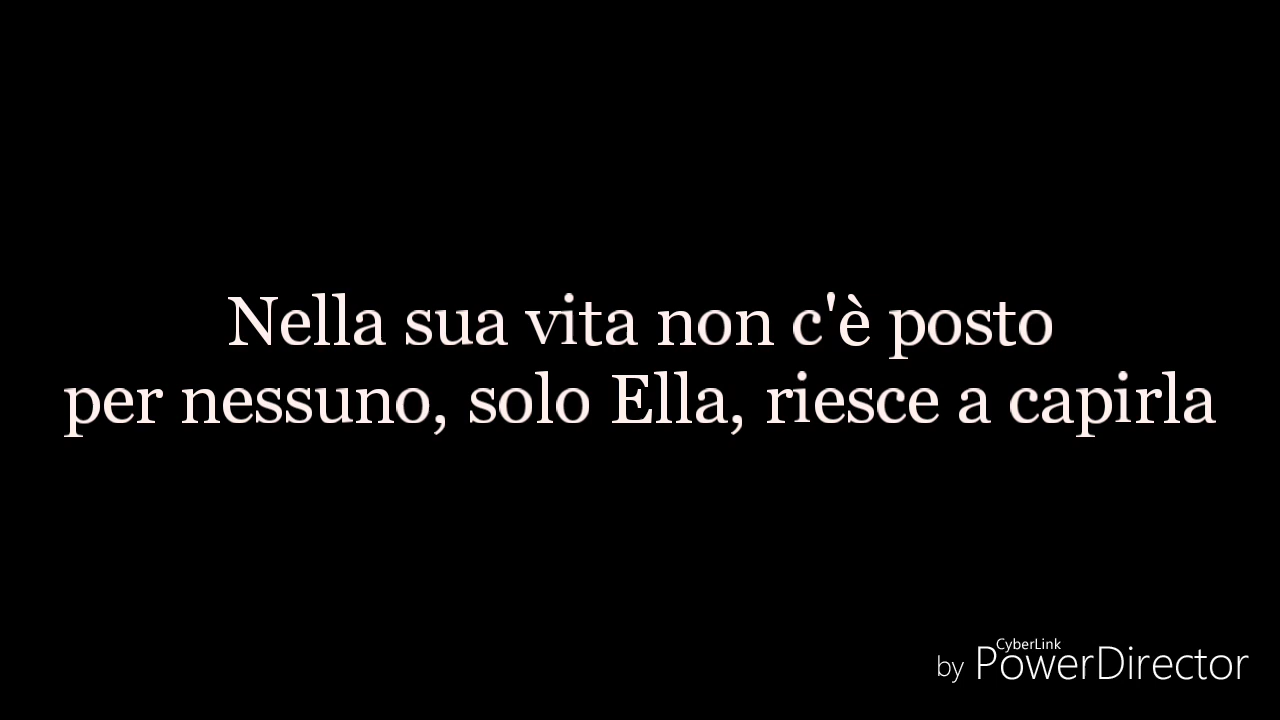 Nella sua vita non c'è posto
per nessuno, solo Ella, riesce a capirla
CyberLink
by PowerDirector